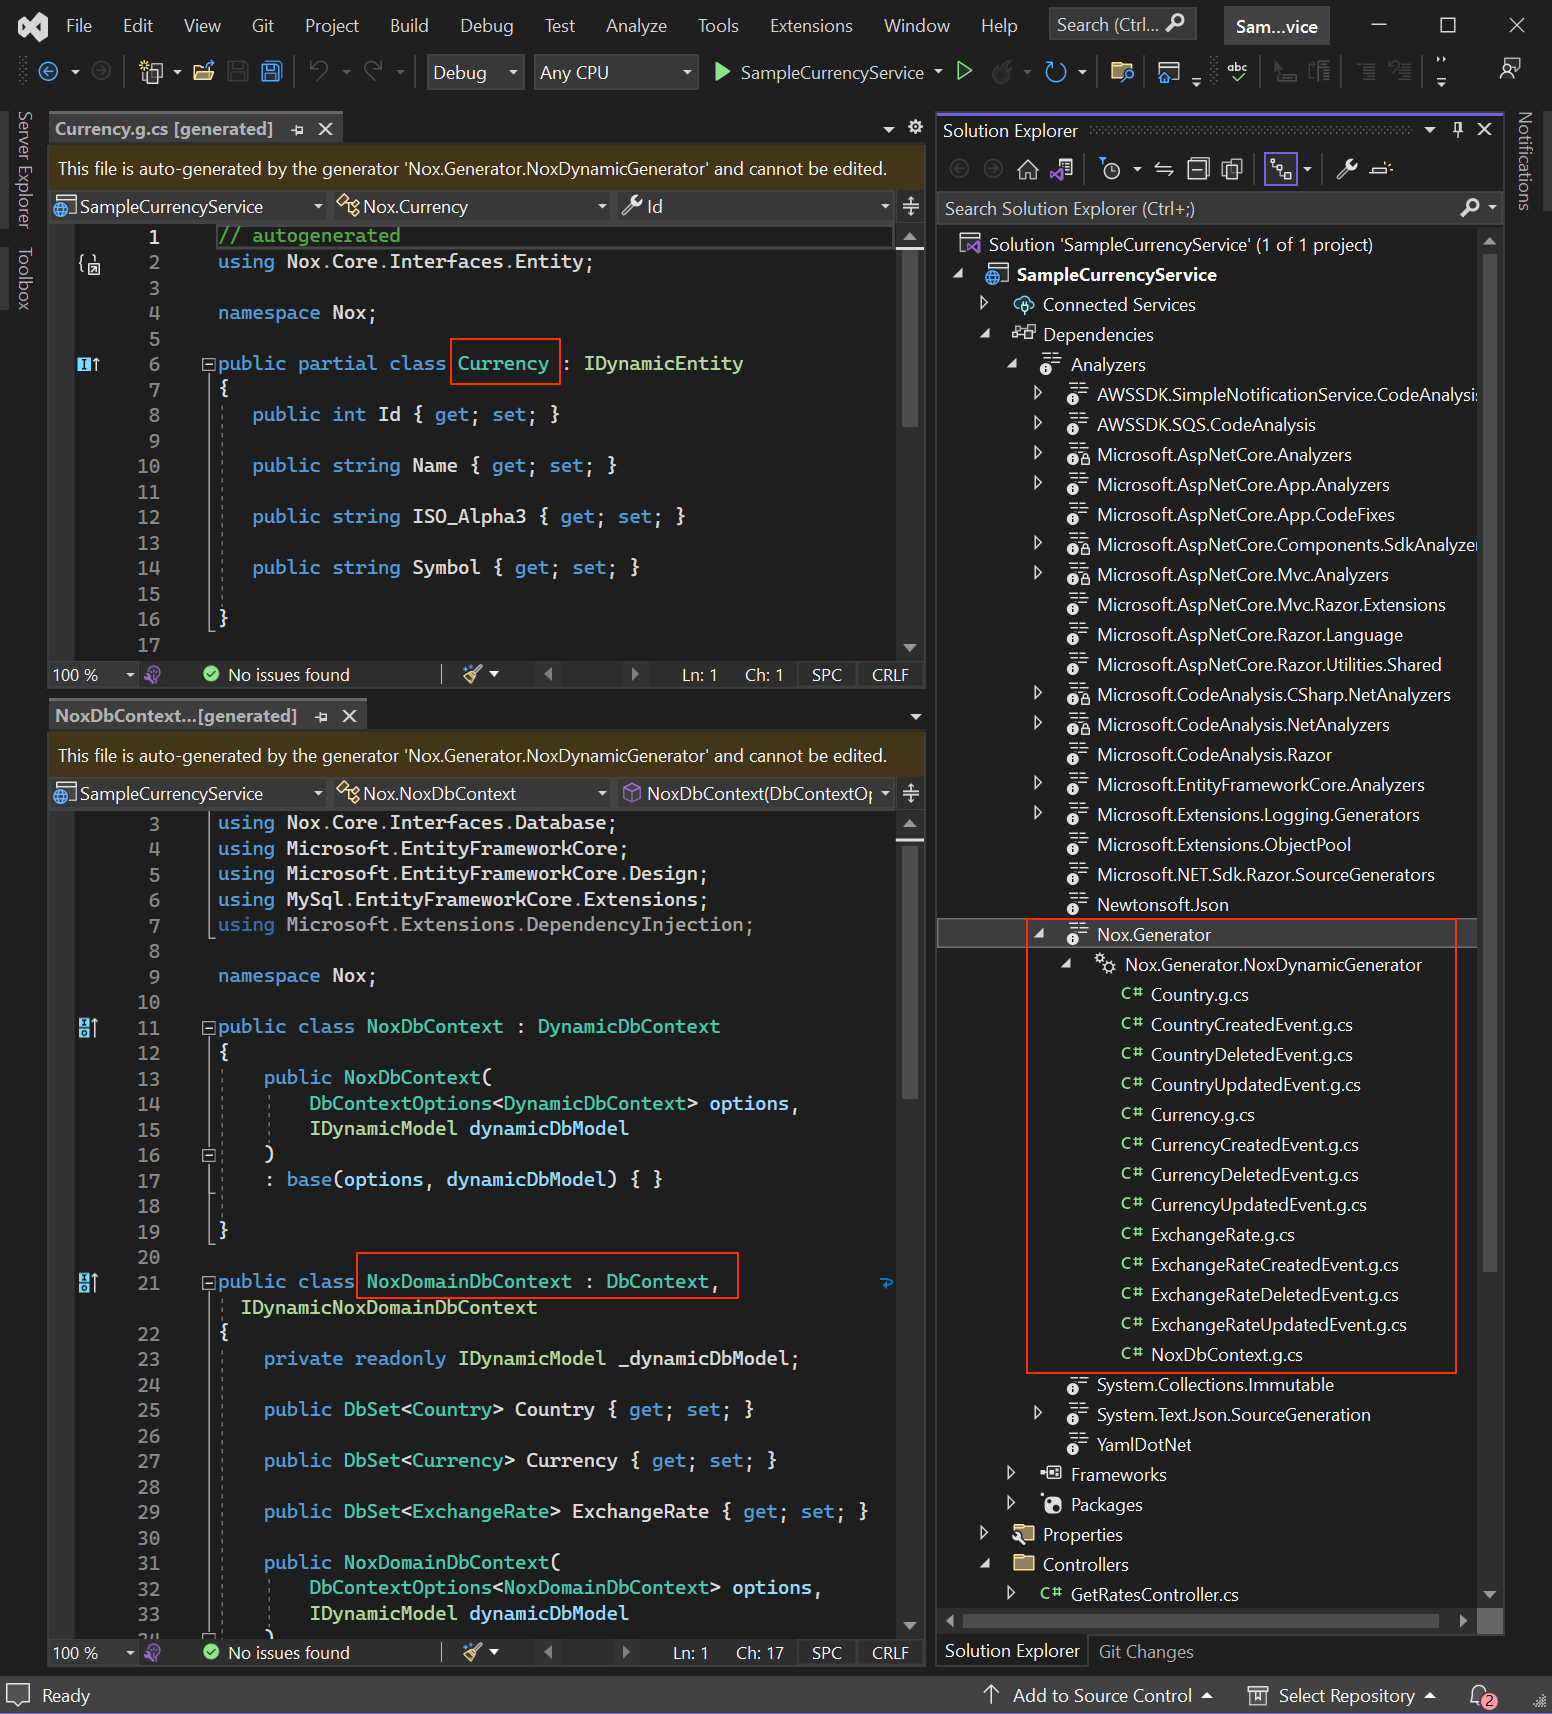 File Edit View Git Project Build Debug Test Analyze Tools Extensions Window Help Search (Ctrl... Sam...vice
Debug Any CPU SampleCurrencyService abc
Server Explorer
Toolbox
Currency.g.cs [generated]
This file is auto-generated by the generator 'Nox.Generator.NoxDynamicGenerator' and cannot be edited.
SampleCurrencyService Nox.Currency Id
1 // autogenerated
2 using Nox.Core.Interfaces.Entity;
3
4 namespace Nox;
5
6 public partial class Currency : IDynamicEntity
7 {
8 public int Id { get; set; }
9
10 public string Name { get; set; }
11
12 public string ISO_Alpha3 { get; set; }
13
14 public string Symbol { get; set; }
15
16 }
17
100 % No issues found Ln: 1 Ch: 1 SPC CRLF
NoxDbContext...[generated]
This file is auto-generated by the generator 'Nox.Generator.NoxDynamicGenerator' and cannot be edited.
SampleCurrencyService Nox.NoxDbContext NoxDbContext(DbContextOp
3 using Nox.Core.Interfaces.Database;
4 using Microsoft.EntityFrameworkCore;
5 using Microsoft.EntityFrameworkCore.Design;
6 using MySql.EntityFrameworkCore.Extensions;
7 using Microsoft.Extensions.DependencyInjection;
8
9 namespace Nox;
10
11 public class NoxDbContext : DynamicDbContext
12 {
13 public NoxDbContext(
14 DbContextOptions<DynamicDbContext> options,
15 IDynamicModel dynamicDbModel
16 )
17 : base(options, dynamicDbModel) { }
18
19 }
20
21 public class NoxDomainDbContext : DbContext,
IDynamicNoxDomainDbContext
22 {
23 private readonly IDynamicModel _dynamicDbModel;
24
25 public DbSet<Country> Country { get; set; }
26
27 public DbSet<Currency> Currency { get; set; }
28
29 public DbSet<ExchangeRate> ExchangeRate { get; set; }
30
31 public NoxDomainDbContext(
32 DbContextOptions<NoxDomainDbContext> options,
33 IDynamicModel dynamicDbModel
34 )
100 % No issues found Ln: 1 Ch: 17 SPC CRLF
Solution Explorer
Search Solution Explorer (Ctrl+;)
Solution 'SampleCurrencyService' (1 of 1 project)
SampleCurrencyService
Connected Services
Dependencies
Analyzers
AWSSDK.SimpleNotificationService.CodeAnalysis
AWSSDK.SQS.CodeAnalysis
Microsoft.AspNetCore.Analyzers
Microsoft.AspNetCore.App.Analyzers
Microsoft.AspNetCore.App.CodeFixes
Microsoft.AspNetCore.Components.SdkAnalyzer
Microsoft.AspNetCore.Mvc.Analyzers
Microsoft.AspNetCore.Mvc.Razor.Extensions
Microsoft.AspNetCore.Razor.Language
Microsoft.AspNetCore.Razor.Utilities.Shared
Microsoft.CodeAnalysis.CSharp.NetAnalyzers
Microsoft.CodeAnalysis.NetAnalyzers
Microsoft.CodeAnalysis.Razor
Microsoft.EntityFrameworkCore.Analyzers
Microsoft.Extensions.Logging.Generators
Microsoft.Extensions.ObjectPool
Microsoft.NET.Sdk.Razor.SourceGenerators
Newtonsoft.Json
Nox.Generator
Nox.Generator.NoxDynamicGenerator
C# Country.g.cs
C# CountryCreatedEvent.g.cs
C# CountryDeletedEvent.g.cs
C# CountryUpdatedEvent.g.cs
C# Currency.g.cs
C# CurrencyCreatedEvent.g.cs
C# CurrencyDeletedEvent.g.cs
C# CurrencyUpdatedEvent.g.cs
C# ExchangeRate.g.cs
C# ExchangeRateCreatedEvent.g.cs
C# ExchangeRateDeletedEvent.g.cs
C# ExchangeRateUpdatedEvent.g.cs
C# NoxDbContext.g.cs
System.Collections.Immutable
System.Text.Json.SourceGeneration
YamlDotNet
Frameworks
Packages
Properties
Controllers
C# GetRatesController.cs
Solution Explorer Git Changes
Notifications
Ready Add to Source Control Select Repository 2